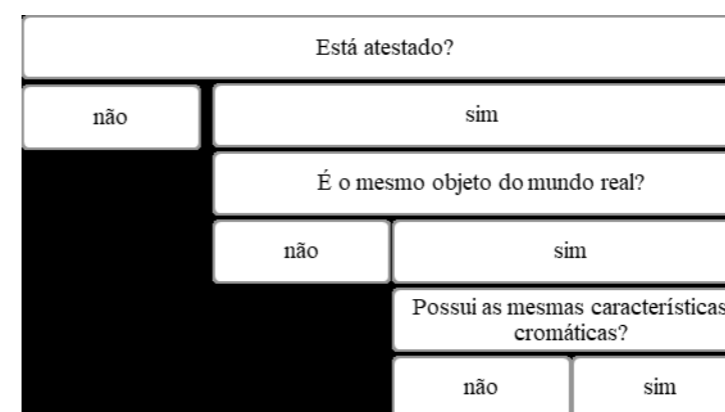 Está atestado?
não
sim
É o mesmo objeto do mundo real?
não
sim
Possui as mesmas características
cromáticas?
não
sim